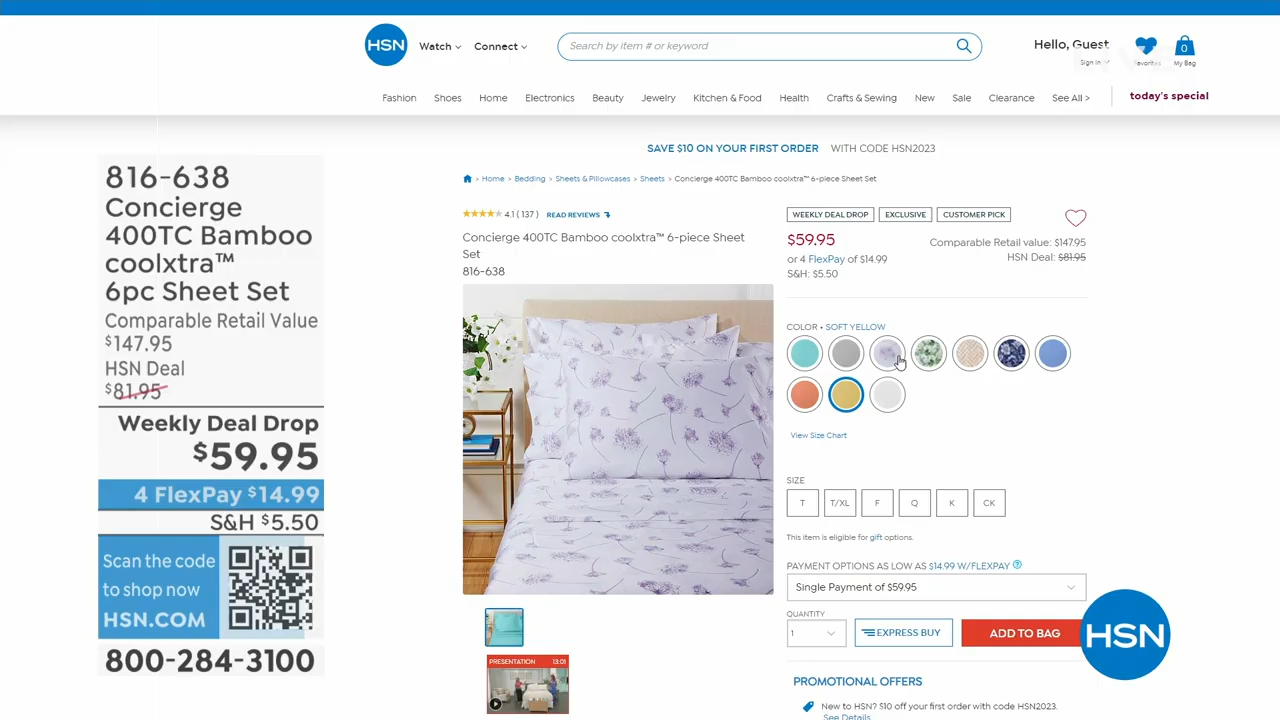 HSN
Watch
Connect
Search by item # or keyword
Hello, Guest
Sign In
Favorites
0
My Bag
Fashion
Shoes
Home
Electronics
Beauty
Jewelry
Kitchen & Food
Health
Crafts & Sewing
New
Sale
Clearance
See All >
today's special
SAVE $10 ON YOUR FIRST ORDER WITH CODE HSN2023
Home > Bedding > Sheets & Pillowcases > Sheets > Concierge 400TC Bamboo coolxtra™ 6-piece Sheet Set
816-638
Concierge
400TC Bamboo
coolxtra™
6pc Sheet Set
Comparable Retail Value
$147.95
HSN Deal
$81.95
Weekly Deal Drop
$59.95
4 FlexPay $14.99
S&H $5.50
Scan the code
to shop now
HSN.COM
800-284-3100
4.1 (137) READ REVIEWS
Concierge 400TC Bamboo coolxtra™ 6-piece Sheet
Set
816-638
PRESENTATION 13:01
WEEKLY DEAL DROP
EXCLUSIVE
CUSTOMER PICK
$59.95
Comparable Retail value: $147.95
or 4 FlexPay of $14.99
HSN Deal: $81.95
S&H: $5.50
COLOR • SOFT YELLOW
View Size Chart
SIZE
T
T/XL
F
Q
K
CK
This item is eligible for gift options.
PAYMENT OPTIONS AS LOW AS $14.99 W/FLEXPAY ?
Single Payment of $59.95
QUANTITY
1
EXPRESS BUY
ADD TO BAG
HSN
PROMOTIONAL OFFERS
New to HSN? $10 off your first order with code HSN2023.
See Details